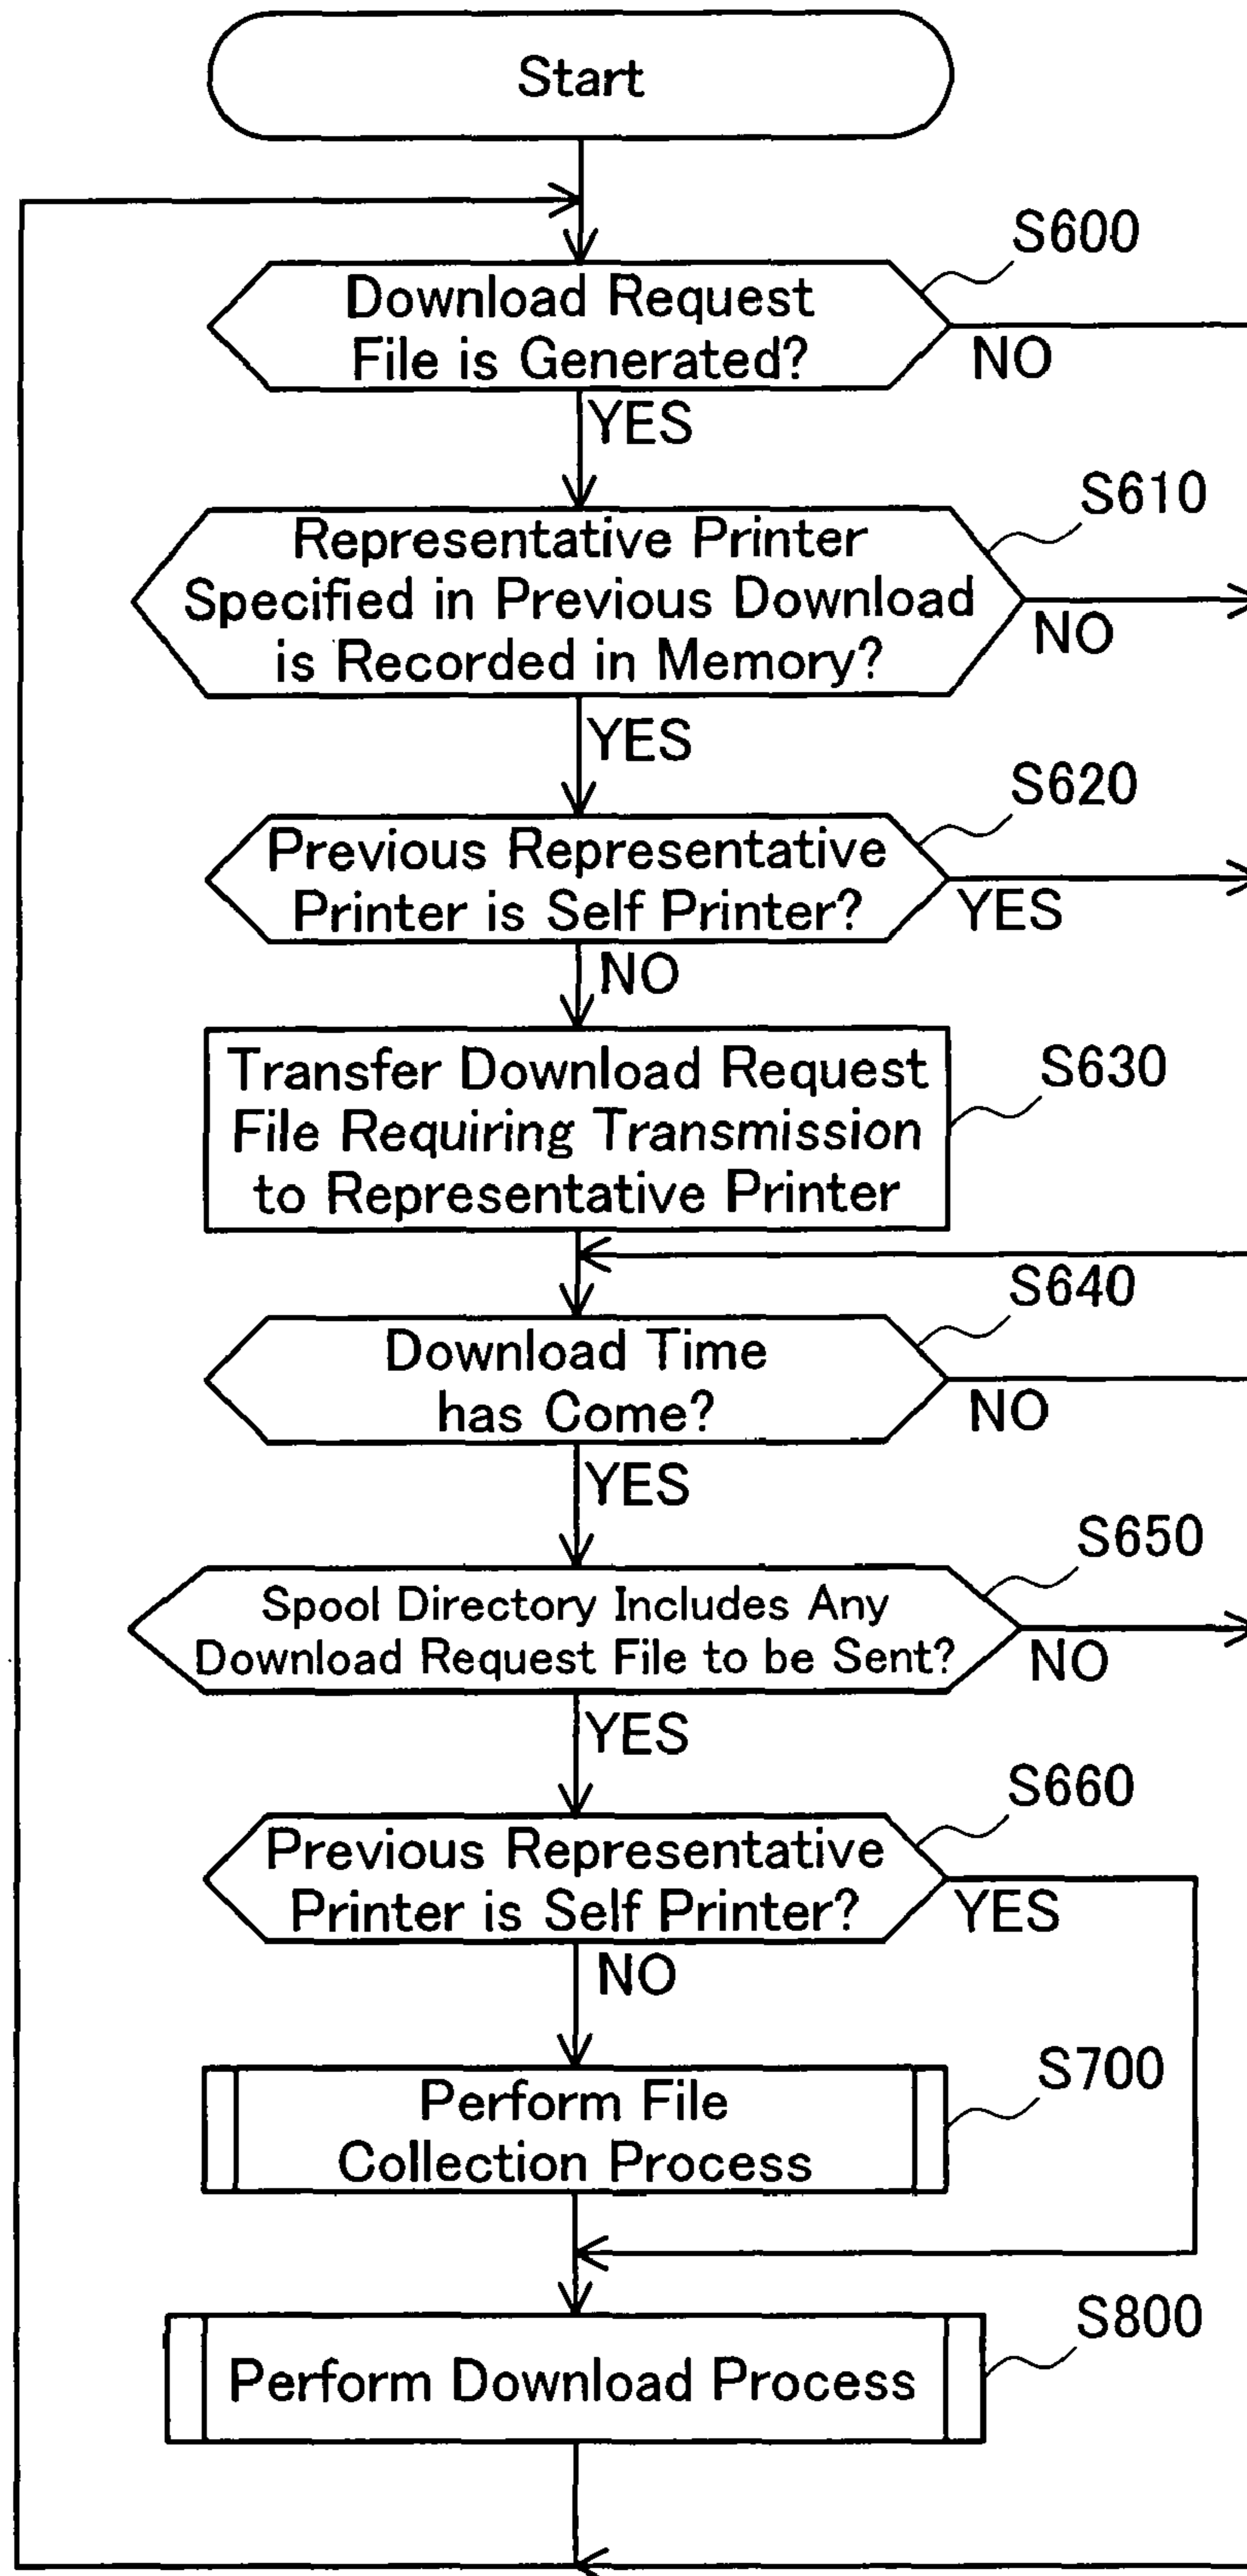 Start
S600
Download Request
File is Generated?
NO
YES
S610
Representative Printer
Specified in Previous Download
is Recorded in Memory?
NO
YES
S620
Previous Representative
Printer is Self Printer?
YES
NO
S630
Transfer Download Request
File Requiring Transmission
to Representative Printer
S640
Download Time
has Come?
NO
YES
S650
Spool Directory Includes Any
Download Request File to be Sent?
NO
YES
S660
Previous Representative
Printer is Self Printer?
YES
NO
S700
Perform File
Collection Process
S800
Perform Download Process